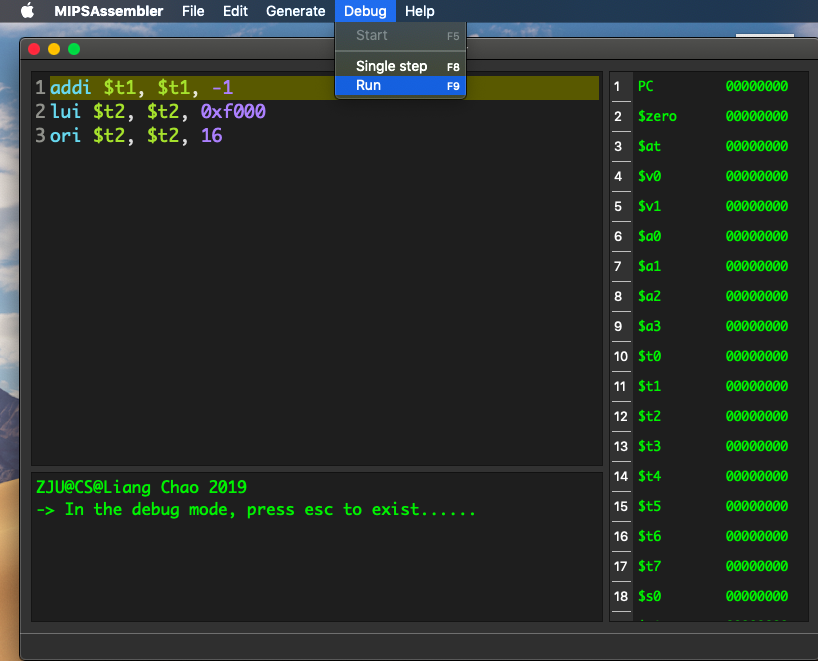 MIPSAssembler File Edit Generate Debug Help
Start F5
Single step F8
Run F9
1 addi $t1, $t1, -1
2 lui $t2, $t2, 0xf000
3 ori $t2, $t2, 16
ZJU@CS@Liang Chao 2019
-> In the debug mode, press esc to exist......
1 PC 00000000
2 $zero 00000000
3 $at 00000000
4 $v0 00000000
5 $v1 00000000
6 $a0 00000000
7 $a1 00000000
8 $a2 00000000
9 $a3 00000000
10 $t0 00000000
11 $t1 00000000
12 $t2 00000000
13 $t3 00000000
14 $t4 00000000
15 $t5 00000000
16 $t6 00000000
17 $t7 00000000
18 $s0 00000000